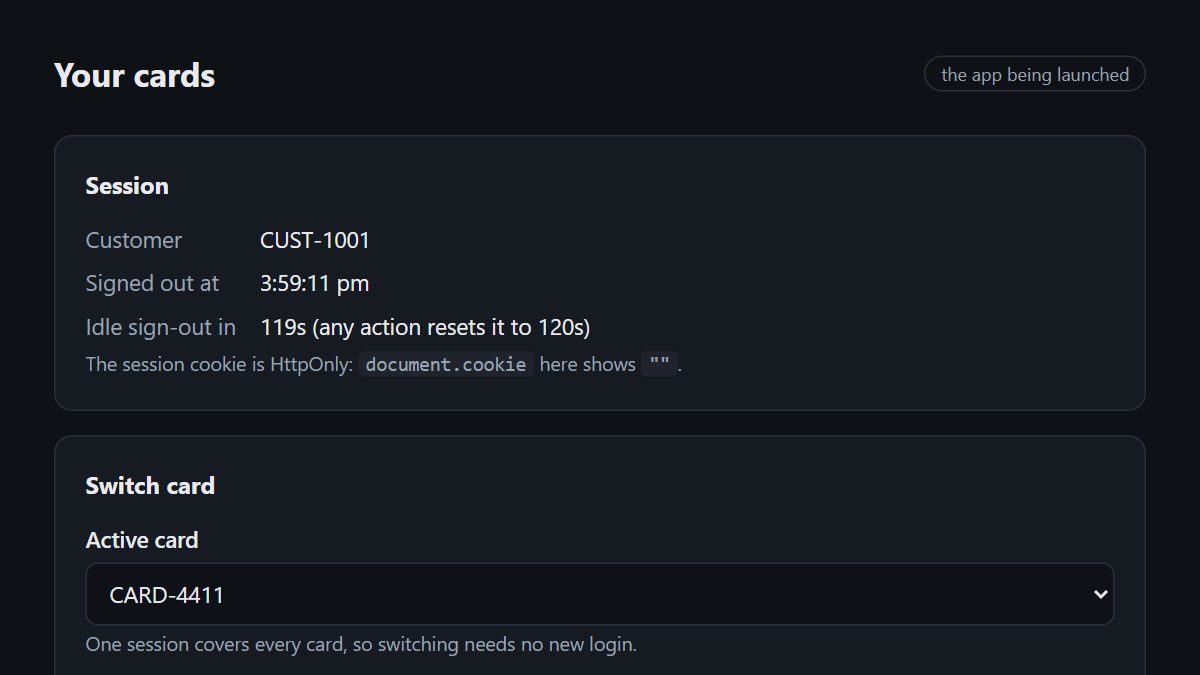 Your cards
the app being launched
Session
Customer CUST-1001
Signed out at 3:59:11 pm
Idle sign-out in 119s (any action resets it to 120s)
The session cookie is HttpOnly: document.cookie here shows "".
Switch card
Active card
CARD-4411
One session covers every card, so switching needs no new login.